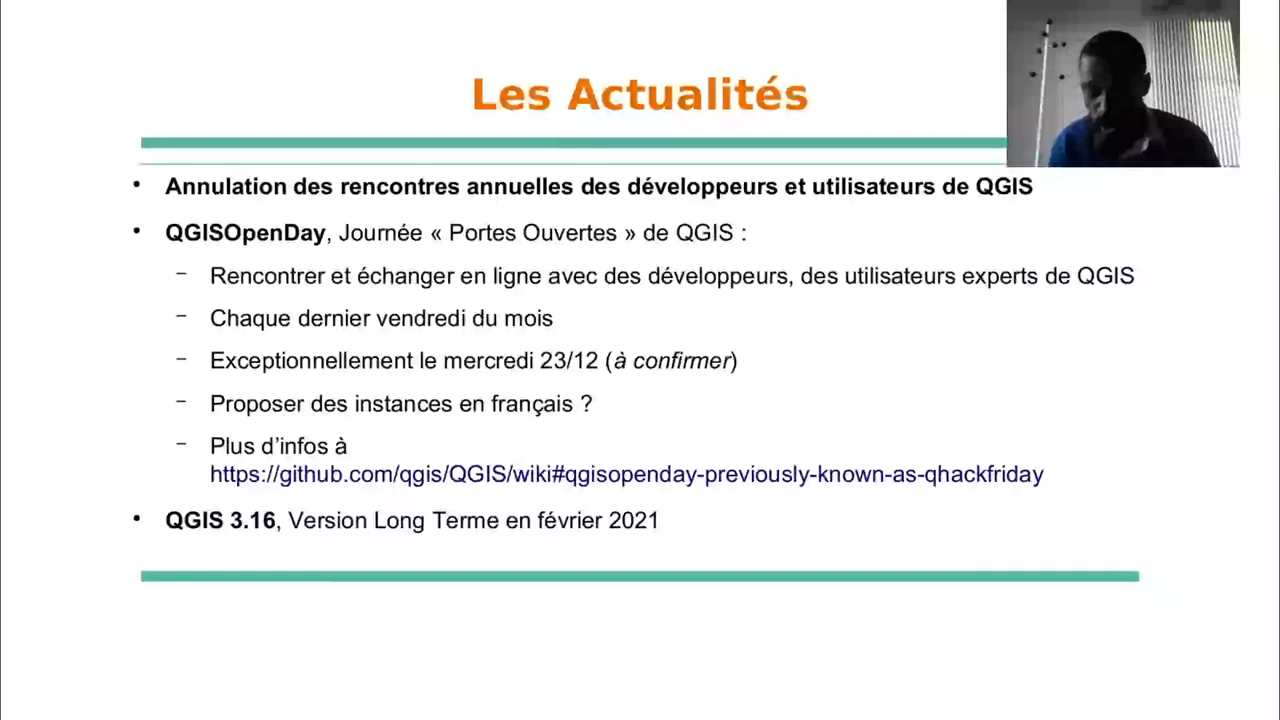 Les Actualités
• Annulation des rencontres annuelles des développeurs et utilisateurs de QGIS
• QGISOpenDay, Journée « Portes Ouvertes » de QGIS :
– Rencontrer et échanger en ligne avec des développeurs, des utilisateurs experts de QGIS
– Chaque dernier vendredi du mois
– Exceptionnellement le mercredi 23/12 (à confirmer)
– Proposer des instances en français ?
– Plus d’infos à
https://github.com/qgis/QGIS/wiki#qgisopenday-previously-known-as-qhackfriday
• QGIS 3.16, Version Long Terme en février 2021